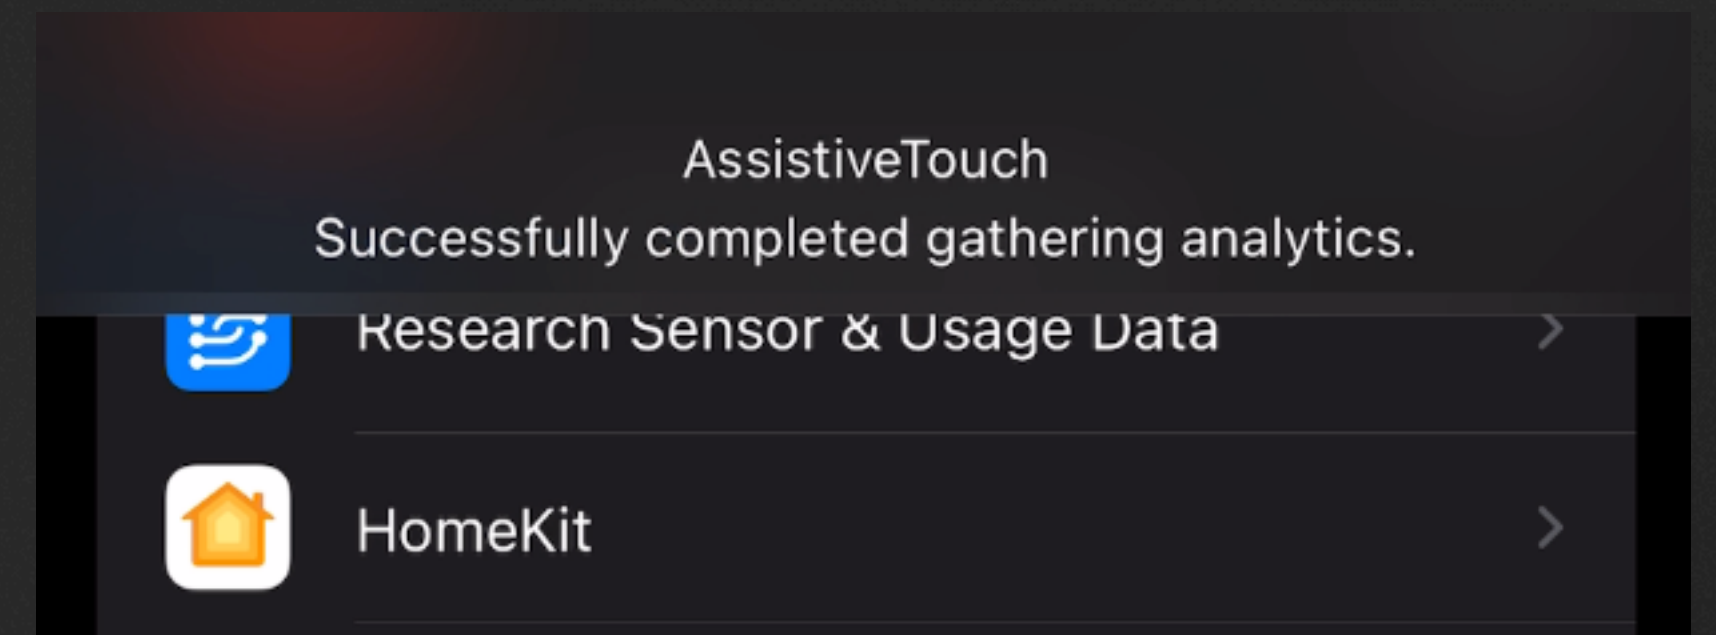 AssistiveTouch
Successfully completed gathering analytics.
Research Sensor & Usage Data
HomeKit